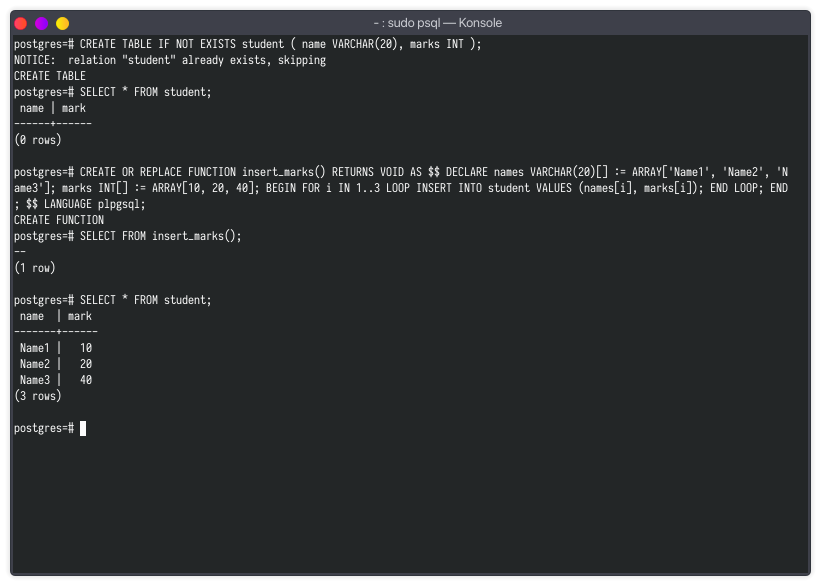 ~ : sudo psql — Konsole
postgres=# CREATE TABLE IF NOT EXISTS student ( name VARCHAR(20), marks INT );
NOTICE:  relation "student" already exists, skipping
CREATE TABLE
postgres=# SELECT * FROM student;
 name | mark
------+------
(0 rows)
postgres=# CREATE OR REPLACE FUNCTION insert_marks() RETURNS VOID AS $$ DECLARE names VARCHAR(20)[] := ARRAY['Name1', 'Name2', 'N
ame3']; marks INT[] := ARRAY[10, 20, 40]; BEGIN FOR i IN 1..3 LOOP INSERT INTO student VALUES (names[i], marks[i]); END LOOP; END
; $$ LANGUAGE plpgsql;
CREATE FUNCTION
postgres=# SELECT FROM insert_marks();
--
(1 row)
postgres=# SELECT * FROM student;
 name  | mark
-------+------
 Name1 |   10
 Name2 |   20
 Name3 |   40
(3 rows)
postgres=#